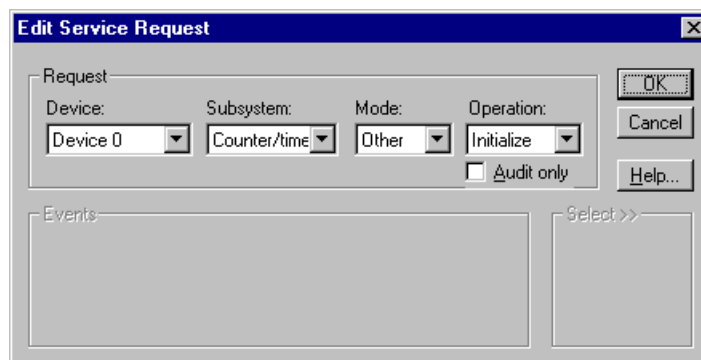 Edit Service Request
Request
Device:
Subsystem:
Mode:
Operation:
Device 0
Counter/time
Other
Initialize
Audit only
OK
Cancel
Help...
Events
Select >>